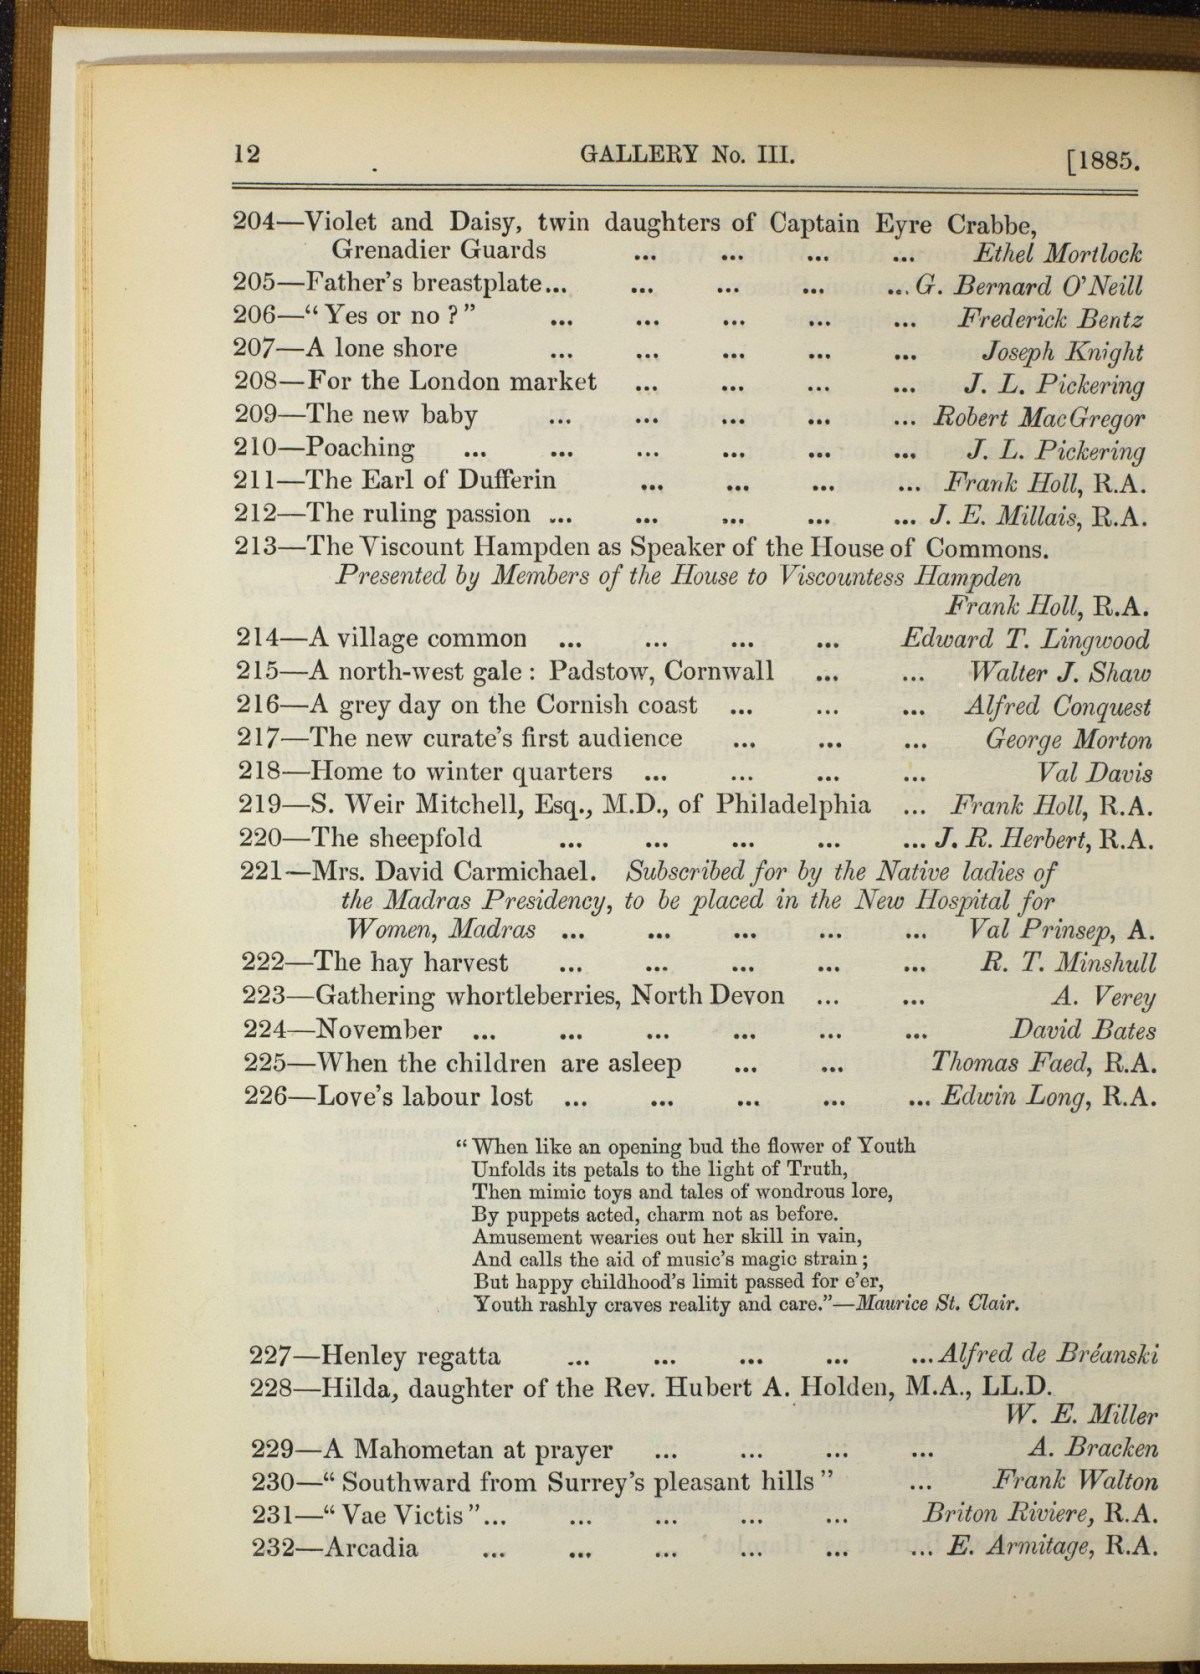 12 GALLERY No. III. [1885.
204—Violet and Daisy, twin daughters of Captain Eyre Crabbe,
Grenadier Guards ... ... ... ... Ethel Mortlock
205—Father's breastplate... ... ... ... ...G. Bernard O'Neill
206—“Yes or no?” ... ... ... ... ... Frederick Bentz
207—A lone shore ... ... ... ... ... Joseph Knight
208—For the London market ... ... ... ... J. L. Pickering
209—The new baby ... ... ... ... ... Robert MacGregor
210—Poaching ... ... ... ... ... ... J. L. Pickering
211—The Earl of Dufferin ... ... ... ... Frank Holl, R.A.
212—The ruling passion ... ... ... ... ... J. E. Millais, R.A.
213—The Viscount Hampden as Speaker of the House of Commons.
Presented by Members of the House to Viscountess Hampden
Frank Holl, R.A.
214—A village common ... ... ... ... Edward T. Lingwood
215—A north-west gale : Padstow, Cornwall ... ... Walter J. Shaw
216—A grey day on the Cornish coast ... ... ... Alfred Conquest
217—The new curate's first audience ... ... ... George Morton
218—Home to winter quarters ... ... ... ... Val Davis
219—S. Weir Mitchell, Esq., M.D., of Philadelphia ... Frank Holl, R.A.
220—The sheepfold ... ... ... ... ... J. R. Herbert, R.A.
221—Mrs. David Carmichael. Subscribed for by the Native ladies of
the Madras Presidency, to be placed in the New Hospital for
Women, Madras ... ... ... ... ... Val Prinsep, A.
222—The hay harvest ... ... ... ... ... R. T. Minshull
223—Gathering whortleberries, North Devon ... ... A. Verey
224—November ... ... ... ... ... ... David Bates
225—When the children are asleep ... ... Thomas Faed, R.A.
226—Love's labour lost ... ... ... ... ... Edwin Long, R.A.
“When like an opening bud the flower of Youth
Unfolds its petals to the light of Truth,
Then mimic toys and tales of wondrous lore,
By puppets acted, charm not as before.
Amusement wearies out her skill in vain,
And calls the aid of music's magic strain ;
But happy childhood's limit passed for e'er,
Youth rashly craves reality and care.”—Maurice St. Clair.
227—Henley regatta ... ... ... ... ...Alfred de Bréanski
228—Hilda, daughter of the Rev. Hubert A. Holden, M.A., LL.D.
W. E. Miller
229—A Mahometan at prayer ... ... ... ... A. Bracken
230—“Southward from Surrey's pleasant hills” ... Frank Walton
231—“Vae Victis”... ... ... ... ... Briton Riviere, R.A.
232—Arcadia ... ... ... ... ... ... E. Armitage, R.A.